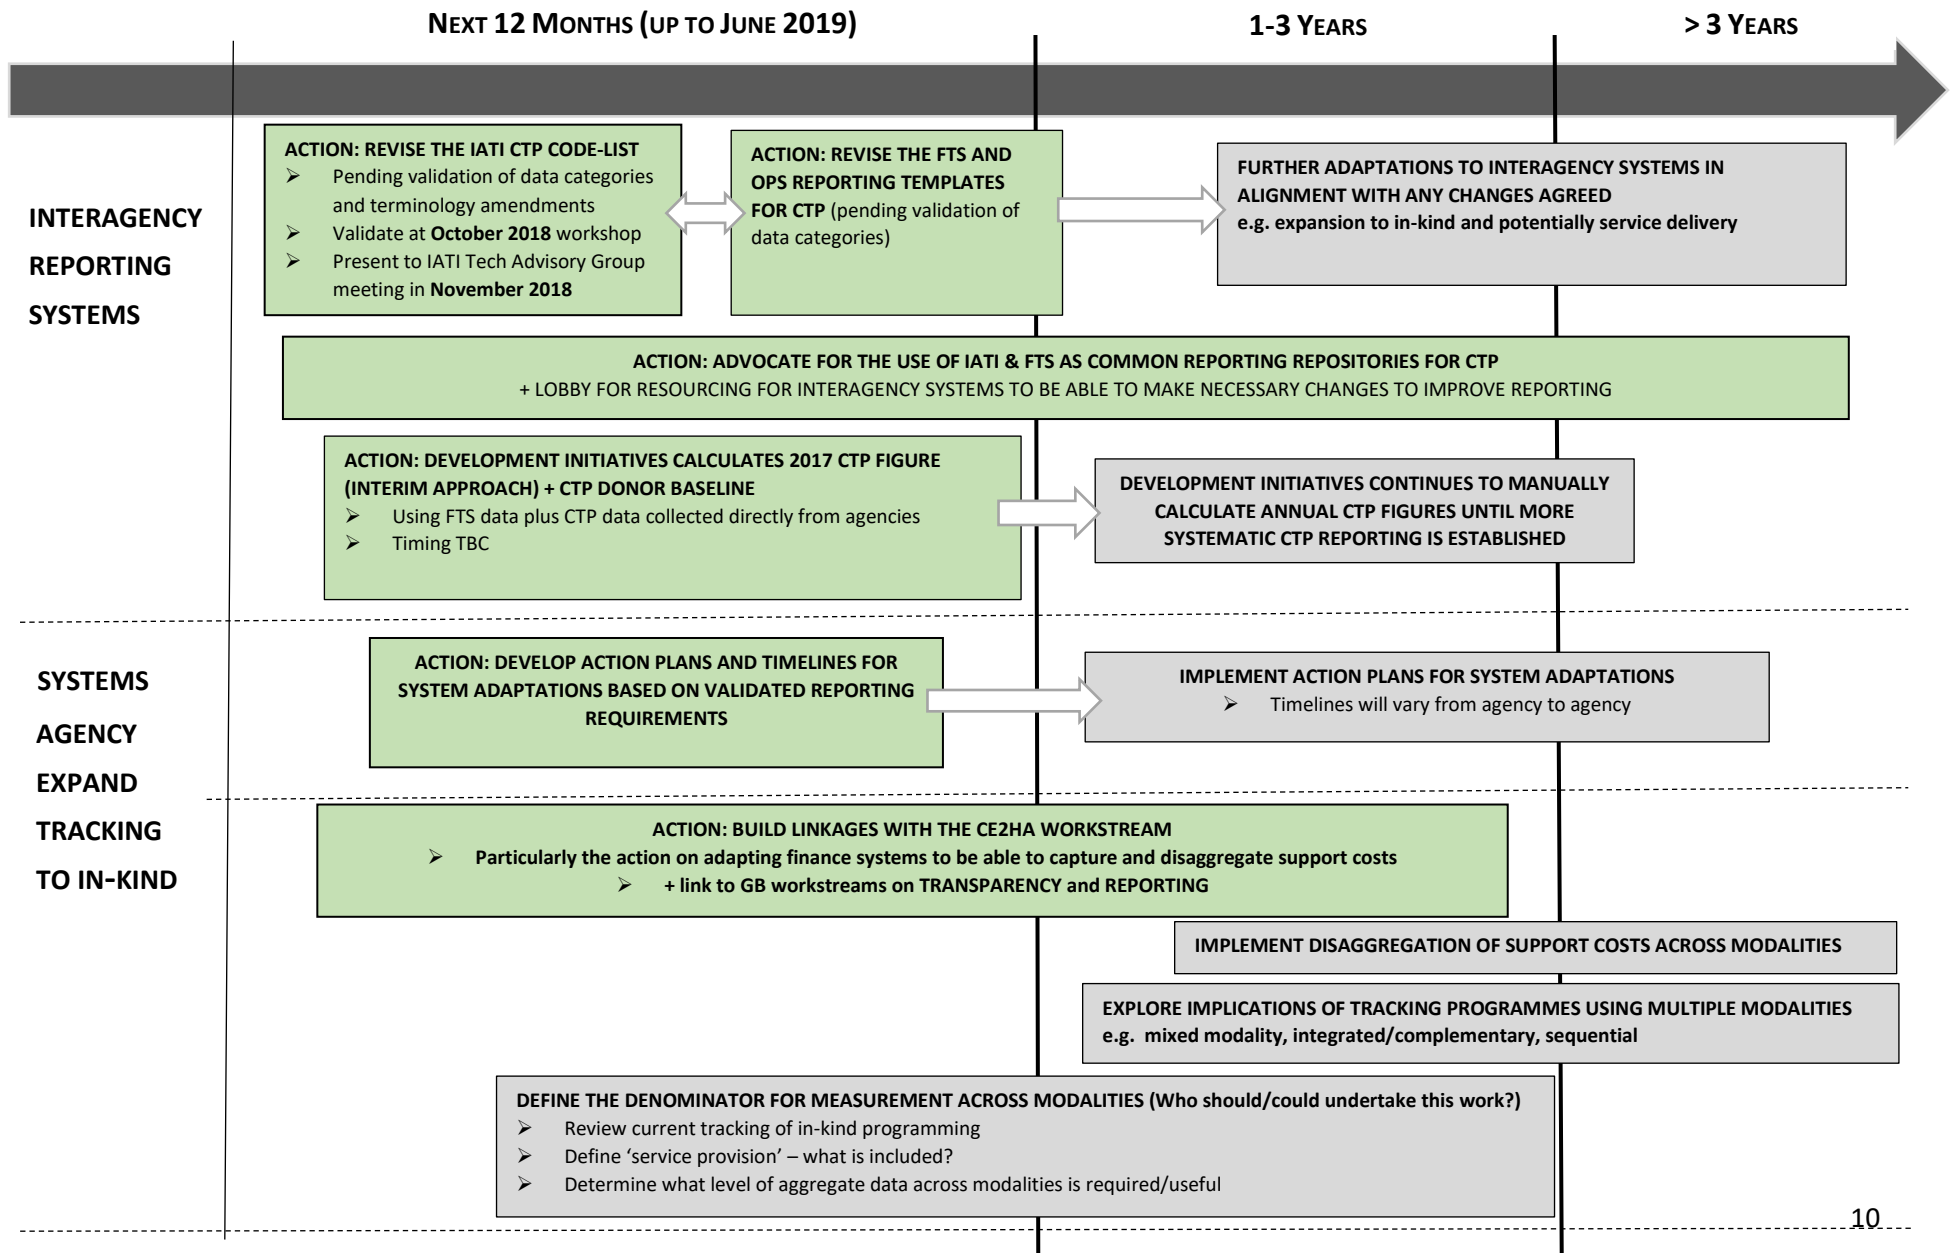 NEXT 12 MONTHS (UP TO JUNE 2019)
1-3 YEARS
> 3 YEARS
INTERAGENCY
REPORTING
SYSTEMS
ACTION: REVISE THE IATI CTP CODE-LIST
➢ Pending validation of data categories
and terminology amendments
➢ Validate at October 2018 workshop
➢ Present to IATI Tech Advisory Group
meeting in November 2018
ACTION: REVISE THE FTS AND
OPS REPORTING TEMPLATES
FOR CTP (pending validation of
data categories)
FURTHER ADAPTATIONS TO INTERAGENCY SYSTEMS IN
ALIGNMENT WITH ANY CHANGES AGREED
e.g. expansion to in-kind and potentially service delivery
ACTION: ADVOCATE FOR THE USE OF IATI & FTS AS COMMON REPORTING REPOSITORIES FOR CTP
+ LOBBY FOR RESOURCING FOR INTERAGENCY SYSTEMS TO BE ABLE TO MAKE NECESSARY CHANGES TO IMPROVE REPORTING
ACTION: DEVELOPMENT INITIATIVES CALCULATES 2017 CTP FIGURE
(INTERIM APPROACH) + CTP DONOR BASELINE
➢ Using FTS data plus CTP data collected directly from agencies
➢ Timing TBC
DEVELOPMENT INITIATIVES CONTINUES TO MANUALLY
CALCULATE ANNUAL CTP FIGURES UNTIL MORE
SYSTEMATIC CTP REPORTING IS ESTABLISHED
SYSTEMS
AGENCY
EXPAND
TRACKING
TO IN-KIND
ACTION: DEVELOP ACTION PLANS AND TIMELINES FOR
SYSTEM ADAPTATIONS BASED ON VALIDATED REPORTING
REQUIREMENTS
IMPLEMENT ACTION PLANS FOR SYSTEM ADAPTATIONS
➢ Timelines will vary from agency to agency
ACTION: BUILD LINKAGES WITH THE CE2HA WORKSTREAM
➢ Particularly the action on adapting finance systems to be able to capture and disaggregate support costs
➢ + link to GB workstreams on TRANSPARENCY and REPORTING
IMPLEMENT DISAGGREGATION OF SUPPORT COSTS ACROSS MODALITIES
EXPLORE IMPLICATIONS OF TRACKING PROGRAMMES USING MULTIPLE MODALITIES
e.g. mixed modality, integrated/complementary, sequential
DEFINE THE DENOMINATOR FOR MEASUREMENT ACROSS MODALITIES (Who should/could undertake this work?)
➢ Review current tracking of in-kind programming
➢ Define ‘service provision’ – what is included?
➢ Determine what level of aggregate data across modalities is required/useful
10